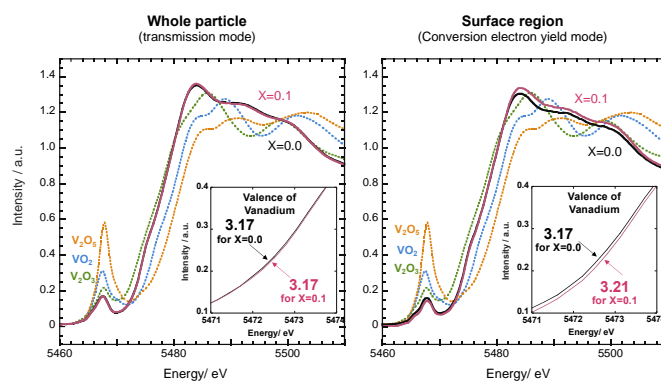 Whole particle
(transmission mode)
1.4
1.2
1.0
0.8
0.6
0.4
0.2
0
Intensity / a.u.
X=0.1
X=0.0
V2O5
VO2
V2O3
0.4
0.3
0.2
0.1
Intensity / a.u.
Valence of
Vanadium
3.17
for X=0.0
3.17
for X=0.1
5471
5472
5473
5474
Energy/ eV
5460
5480
5500
Energy/ eV
Surface region
(Conversion electron yield mode)
1.4
1.2
1.0
0.8
0.6
0.4
0.2
0
Intensity / a.u.
X=0.1
X=0.0
V2O5
VO2
V2O3
0.4
0.3
0.2
0.1
Intensity / a.u.
Valence of
Vanadium
3.17
for X=0.0
3.21
for X=0.1
5471
5472
5473
Energy/ eV
5460
5480
5500
Energy/ eV